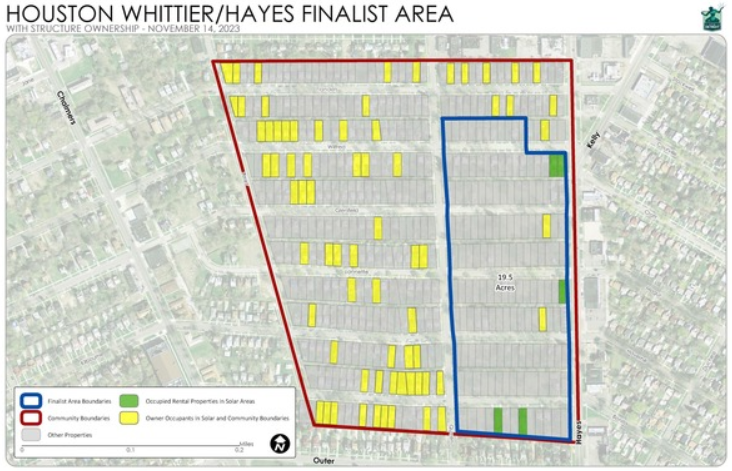 HOUSTON WHITTIER/HAYES FINALIST AREA
WITH STRUCTURE OWNERSHIP - NOVEMBER 14, 2023
Chalmers
Kelly
19.5
Acres
Finalist Area Boundaries
Occupied Rental Properties in Solar Areas
Community Boundaries
Owner Occupants in Solar and Community Boundaries
Other Properties
Miles
0
0.1
0.2
Hayes
Outer